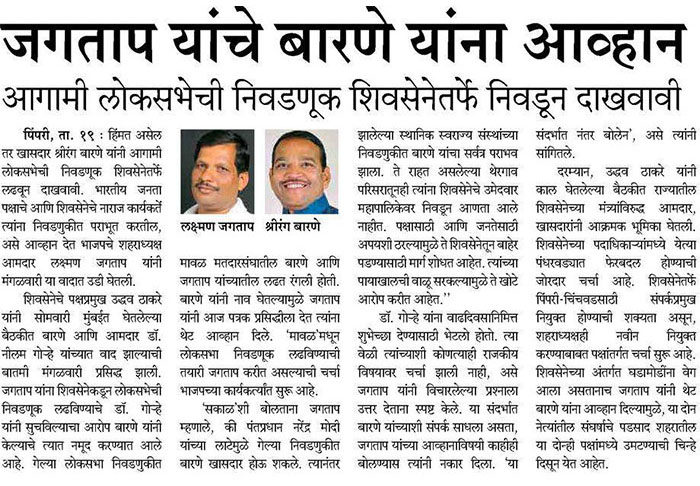 जगताप यांचे बारणे यांना आव्हान
आगामी लोकसभेची निवडणूक शिवसेनेतर्फे निवडून दाखवावी
पिंपरी, ता. १९ : हिंमत असेल
तर खासदार श्रीरंग बारणे यांनी आगामी
लोकसभेची निवडणूक शिवसेनेतर्फे
लढवून दाखवावी. भारतीय जनता
पक्षाचे आणि शिवसेनेचे नाराज कार्यकर्ते
त्यांना निवडणुकीत पराभूत करतील,
असे आव्हान देत भाजपचे शहराध्यक्ष
आमदार लक्ष्मण जगताप यांनी
मंगळवारी या वादात उडी घेतली.
शिवसेनेचे पक्षप्रमुख उद्धव ठाकरे
यांनी सोमवारी मुंबईत घेतलेल्या
बैठकीत बारणे आणि आमदार डॉ.
नीलम गोऱ्हे यांच्यात वाद झाल्याची
बातमी मंगळवारी प्रसिद्ध झाली.
जगताप यांना शिवसेनेकडून लोकसभेची
निवडणूक लढविण्याचे डॉ. गोऱ्हे
यांनी सुचविल्याचा आरोप बारणे यांनी
केल्याचे त्यात नमूद करण्यात आले
आहे. गेल्या लोकसभा निवडणुकीत
लक्ष्मण जगताप श्रीरंग बारणे
मावळ मतदारसंघातील बारणे आणि
जगताप यांच्यातील लढत रंगली होती.
बारणे यांनी नाव घेतल्यामुळे जगताप
यांनी आज पत्रक प्रसिद्धीला देत त्यांना
थेट आव्हान दिले. 'मावळ'मधून
लोकसभा निवडणूक लढविण्याची
तयारी जगताप करीत असल्याची चर्चा
भाजपच्या कार्यकर्त्यांत सुरू आहे.
'सकाळ'शी बोलताना जगताप
म्हणाले, की पंतप्रधान नरेंद्र मोदी
यांच्या लाटेमुळे गेल्या निवडणुकीत
बारणे खासदार होऊ शकले. त्यानंतर
झालेल्या स्थानिक स्वराज्य संस्थांच्या
निवडणुकीत बारणे यांचा सर्वत्र पराभव
झाला. ते राहत असलेल्या थेरगाव
परिसरातूनही त्यांना शिवसेनेचे उमेदवार
महापालिकेवर निवडून आणता आले
नाहीत. पक्षासाठी आणि जनतेसाठी
अपयशी ठरल्यामुळे ते शिवसेनेतून बाहेर
पडण्यासाठी मार्ग शोधत आहेत. त्यांच्या
पायाखालची वाळू सरकल्यामुळे ते खोटे
आरोप करीत आहेत.''
डॉ. गोऱ्हे यांना वाढदिवसानिमित्त
शुभेच्छा देण्यासाठी भेटलो होतो. त्या
वेळी त्यांच्याशी कोणत्याही राजकीय
विषयावर चर्चा झाली नाही, असे
जगताप यांनी विचारलेल्या प्रश्नाला
उत्तर देताना स्पष्ट केले. या संदर्भात
बारणे यांच्याशी संपर्क साधला असता,
जगताप यांच्या आव्हानाविषयी काहीही
बोलण्यास त्यांनी नकार दिला. 'या
संदर्भात नंतर बोलेन', असे त्यांनी
सांगितले.
दरम्यान, उद्धव ठाकरे यांनी
काल घेतलेल्या बैठकीत राज्यातील
शिवसेनेच्या मंत्र्यांविरुद्ध आमदार,
खासदारांनी आक्रमक भूमिका घेतली.
शिवसेनेच्या पदाधिकाऱ्यांमध्ये येत्या
पंधरवड्यात फेरबदल होण्याची
जोरदार चर्चा आहे. शिवसेनेतर्फे
पिंपरी-चिंचवडसाठी संपर्कप्रमुख
नियुक्त होण्याची शक्यता असून,
शहराध्यक्षही नवीन नियुक्त
करण्याबाबत पक्षांतर्गत चर्चा सुरू आहे.
शिवसेनेच्या अंतर्गत घडामोडींना वेग
आला असतानाच जगताप यांनी थेट
बारणे यांना आव्हान दिल्यामुळे, या दोन
नेत्यांतील संघर्षाचे पडसाद शहरातील
या दोन्ही पक्षांमध्ये उमटण्याची चिन्हे
दिसून येत आहेत.